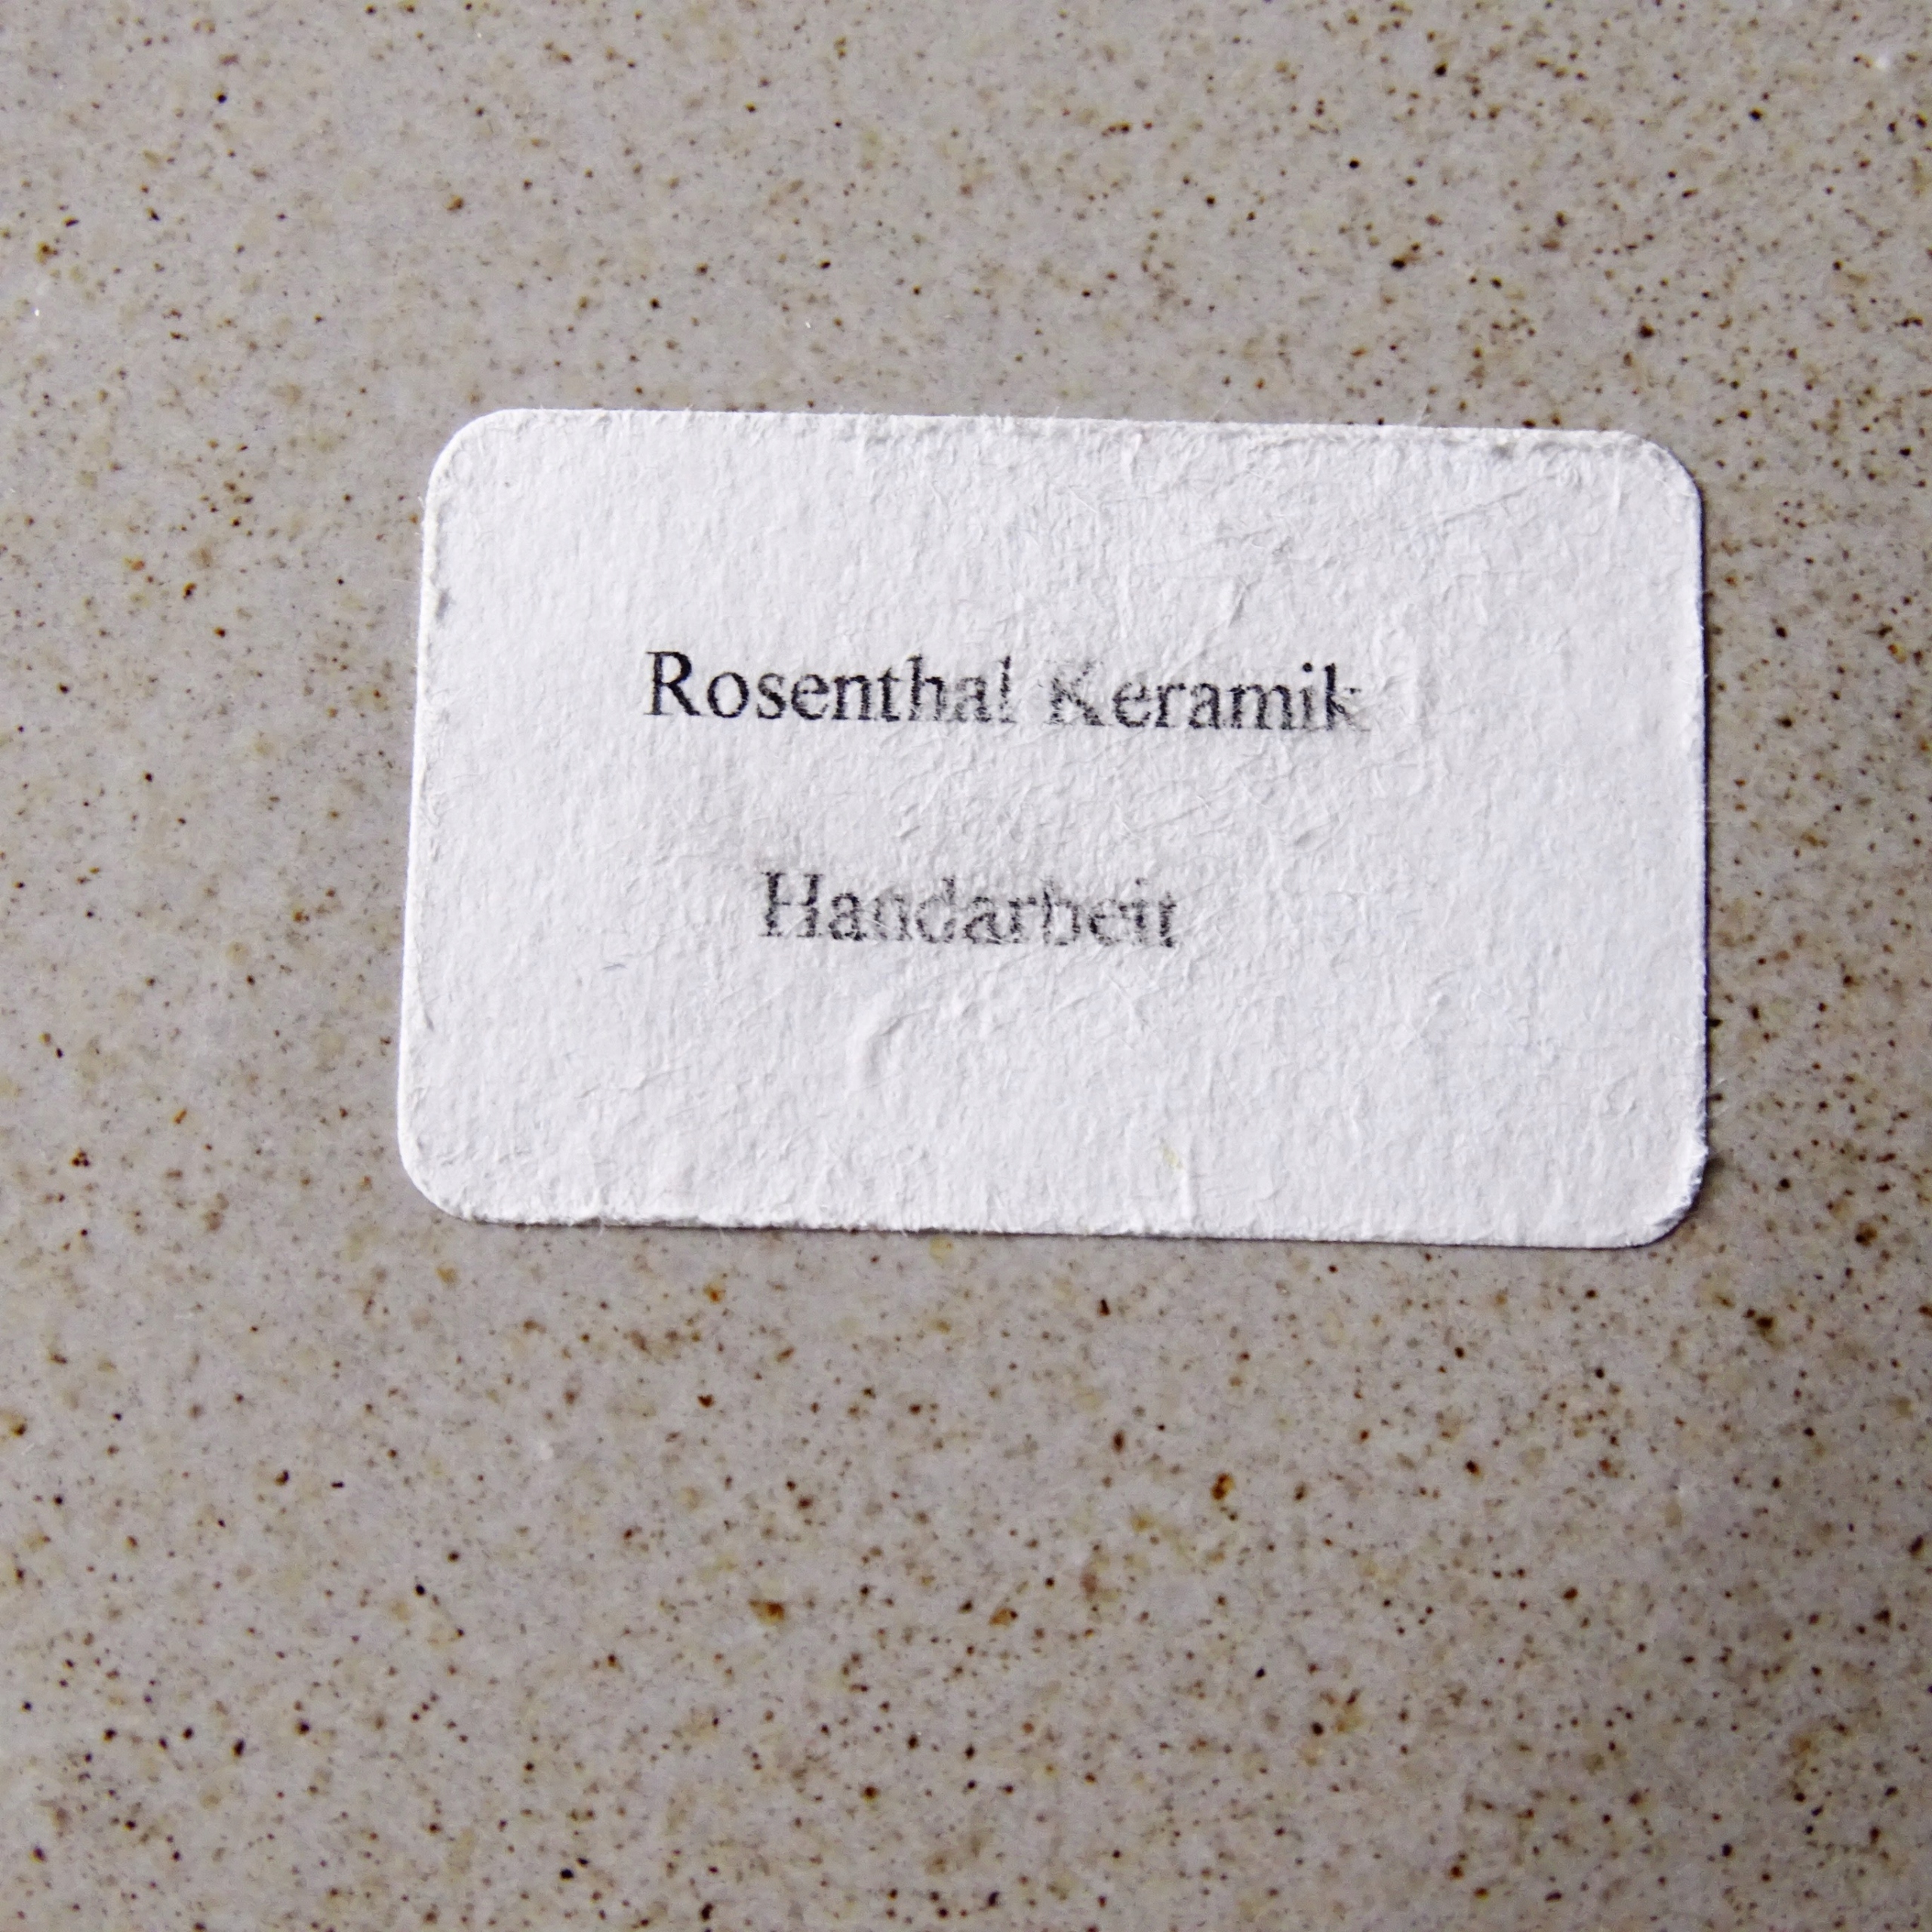 Rosenthal Keramik
Handarbeit